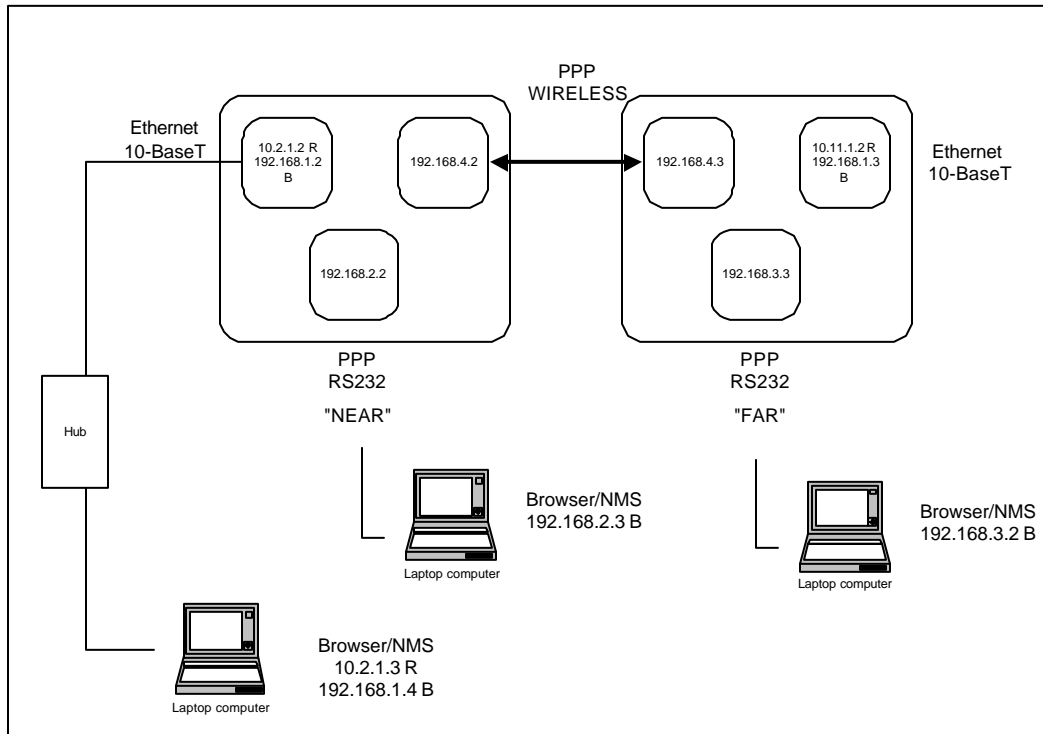 PPP
WIRELESS
Ethernet
10-BaseT
10.2.1.2 R
192.168.1.2
B
192.168.4.2
192.168.2.2
192.168.4.3
10.11.1.2 R
192.168.1.3
B
192.168.3.3
Ethernet
10-BaseT
PPP
RS232
"NEAR"
PPP
RS232
"FAR"
Hub
Laptop computer
Browser/NMS
192.168.2.3 B
Laptop computer
Browser/NMS
192.168.3.2 B
Laptop computer
Browser/NMS
10.2.1.3 R
192.168.1.4 B